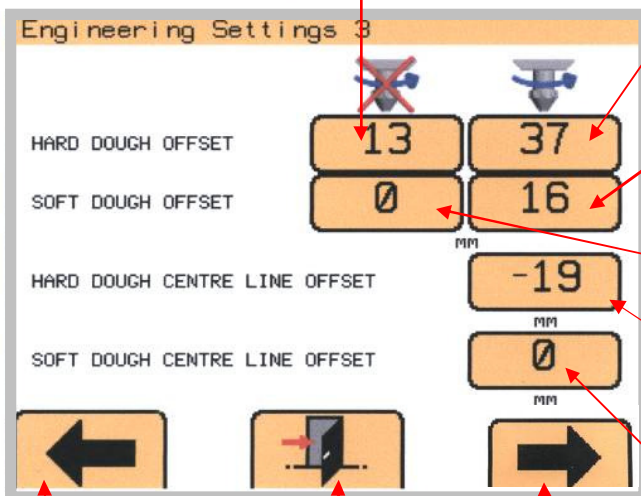 Engineering Settings 3
HARD DOUGH OFFSET 13 37
SOFT DOUGH OFFSET 0 16
MM
HARD DOUGH CENTRE LINE OFFSET -19
MM
SOFT DOUGH CENTRE LINE OFFSET 0
MM